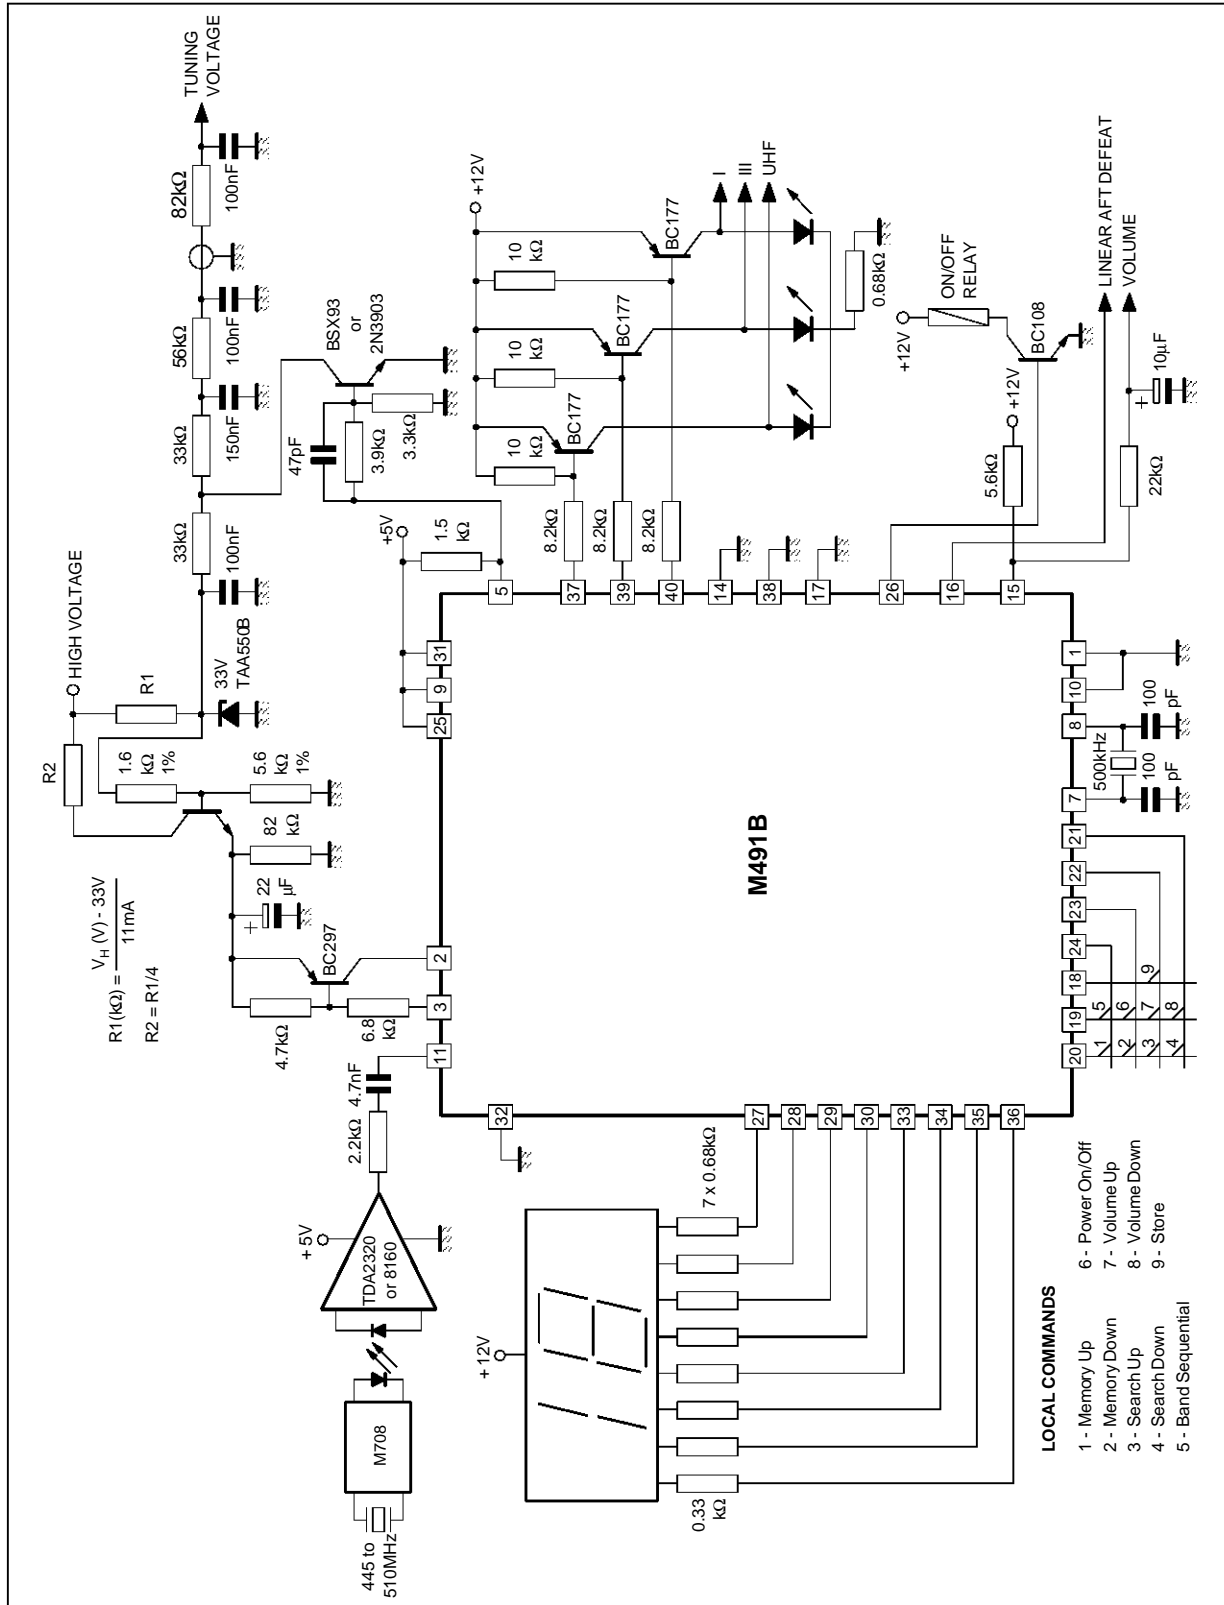 R1(kΩ) = V_H (V) - 33V
11mA
R2 = R1/4
R2
HIGH VOLTAGE
R1
1.6
kΩ
1%
5.6
kΩ
1%
33V
TAA550B
82
kΩ
22
µF
+
BC297
4.7kΩ
6.8
kΩ
33kΩ
100nF
33kΩ
150nF
56kΩ
100nF
82kΩ
100nF
TUNING
VOLTAGE
BSX93
or
2N3903
47pF
3.9kΩ
3.3kΩ
+5V
1.5
kΩ
+12V
10
kΩ
10
kΩ
10
kΩ
BC177
BC177
BC177
8.2kΩ
8.2kΩ
8.2kΩ
I
III
UHF
0.68kΩ
ON/OFF
RELAY
+12V
BC108
+12V
5.6kΩ
22kΩ
10µF
+
LINEAR AFT DEFEAT
VOLUME
445 to
510MHz
M708
TDA2320
or 8160
+5V
2.2kΩ
4.7nF
11
3
2
25
9
31
5
37
39
40
14
38
17
26
16
15
32
27
28
29
30
33
34
35
36
20
19
18
24
23
22
21
7
8
10
1
M491B
+12V
7 x 0.68kΩ
0.33
kΩ
500kHz
100
pF
100
pF
1
2
3
4
5
6
7
8
9
LOCAL COMMANDS
1 - Memory Up
2 - Memory Down
3 - Search Up
4 - Search Down
5 - Band Sequential
6 - Power On/Off
7 - Volume Up
8 - Volume Down
9 - Store